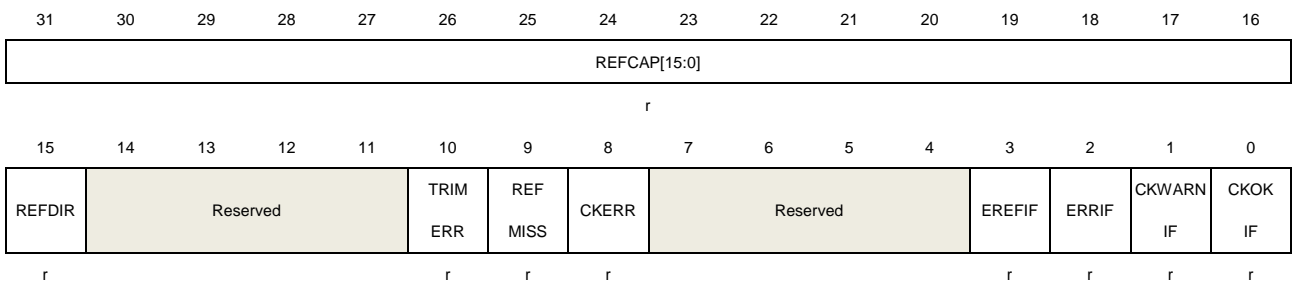 31 30 29 28 27 26 25 24 23 22 21 20 19 18 17 16
REFCAP[15:0]
r
15 14 13 12 11 10 9 8 7 6 5 4 3 2 1 0
REFDIR Reserved TRIM ERR REF MISS CKERR Reserved EREFIF ERRIF CKWARN IF CKOK IF
r r r r r r r r